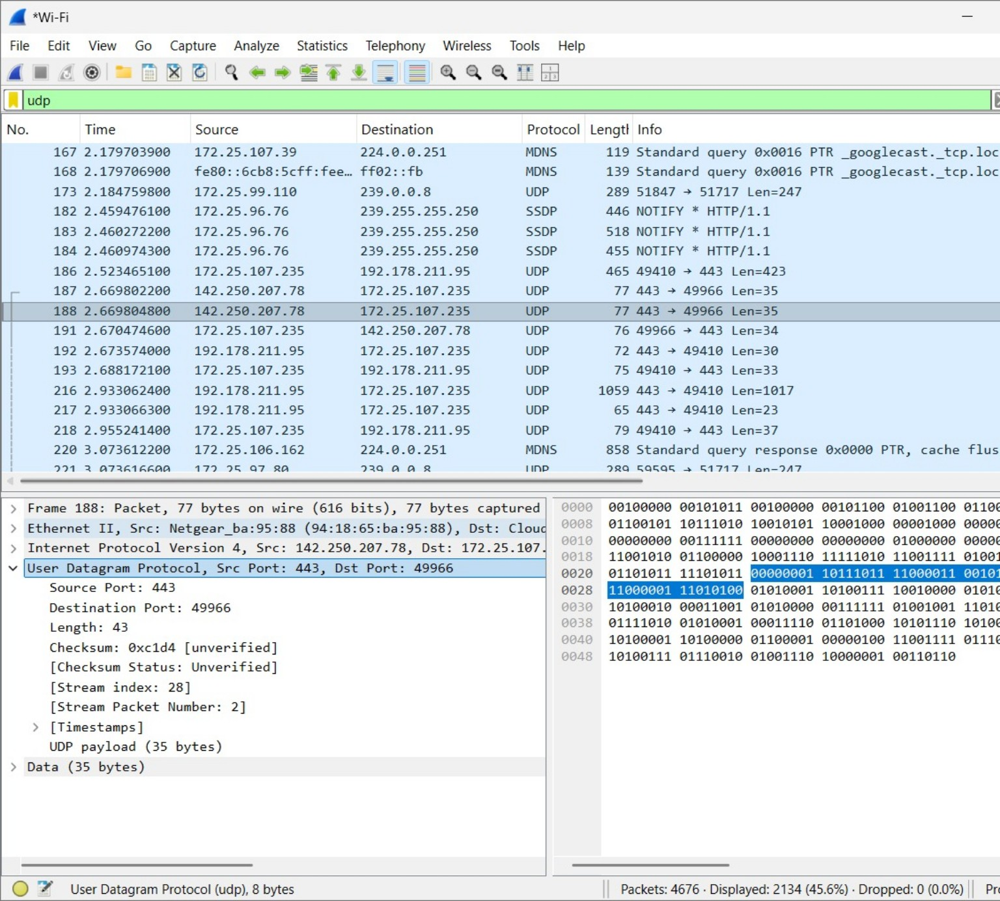 *Wi-Fi
File Edit View Go Capture Analyze Statistics Telephony Wireless Tools Help
udp
No. Time Source Destination Protocol Length Info
167 2.179703900 172.25.107.39 224.0.0.251 MDNS 119 Standard query 0x0016 PTR _googlecast._tcp.loc
168 2.179706900 fe80::6cb8:5cff:fee… ff02::fb MDNS 139 Standard query 0x0016 PTR _googlecast._tcp.loc
173 2.184759800 172.25.99.110 239.0.0.8 UDP 289 51847 → 51717 Len=247
182 2.459476100 172.25.96.76 239.255.255.250 SSDP 446 NOTIFY * HTTP/1.1
183 2.460272200 172.25.96.76 239.255.255.250 SSDP 518 NOTIFY * HTTP/1.1
184 2.460974300 172.25.96.76 239.255.255.250 SSDP 455 NOTIFY * HTTP/1.1
186 2.523465100 172.25.107.235 192.178.211.95 UDP 465 49410 → 443 Len=423
187 2.669802200 142.250.207.78 172.25.107.235 UDP 77 443 → 49966 Len=35
188 2.669804800 142.250.207.78 172.25.107.235 UDP 77 443 → 49966 Len=35
191 2.670474600 172.25.107.235 142.250.207.78 UDP 76 49966 → 443 Len=34
192 2.673574000 192.178.211.95 172.25.107.235 UDP 72 443 → 49410 Len=30
193 2.688172100 172.25.107.235 192.178.211.95 UDP 75 49410 → 443 Len=33
216 2.933062400 192.178.211.95 172.25.107.235 UDP 1059 443 → 49410 Len=1017
217 2.933066300 192.178.211.95 172.25.107.235 UDP 65 443 → 49410 Len=23
218 2.955241400 172.25.107.235 192.178.211.95 UDP 79 49410 → 443 Len=37
220 3.073612200 172.25.106.162 224.0.0.251 MDNS 858 Standard query response 0x0000 PTR, cache flus
221 3.073616600 172.25.97.80 239.0.0.8 UDP 289 59595 → 51717 Len=247
Frame 188: Packet, 77 bytes on wire (616 bits), 77 bytes captured
Ethernet II, Src: Netgear_ba:95:88 (94:18:65:ba:95:88), Dst: Cloud
Internet Protocol Version 4, Src: 142.250.207.78, Dst: 172.25.107.
User Datagram Protocol, Src Port: 443, Dst Port: 49966
Source Port: 443
Destination Port: 49966
Length: 43
Checksum: 0xc1d4 [unverified]
[Checksum Status: Unverified]
[Stream index: 28]
[Stream Packet Number: 2]
[Timestamps]
UDP payload (35 bytes)
Data (35 bytes)
0000 00100000 00101011 00100000 00101100 01001100 01100
0008 01100101 10111010 10010101 10001000 00001000 00000
0010 00000000 00111111 00000000 00000000 01000000 00000
0018 11001010 01100000 10001110 11111010 11001111 01001
0020 01101011 11101011 00000001 10111011 11000011 00101
0028 11000001 11010100 01010001 10100111 10010000 01010
0030 10100010 00011001 01010000 00111111 01001001 11010
0038 01111010 01010001 00011110 01101000 10101110 10100
0040 10100001 10100000 01100001 00000100 11001111 01110
0048 10100111 01110010 01001110 10000001 00110110
User Datagram Protocol (udp), 8 bytes
Packets: 4676 · Displayed: 2134 (45.6%) · Dropped: 0 (0.0%)
Pro